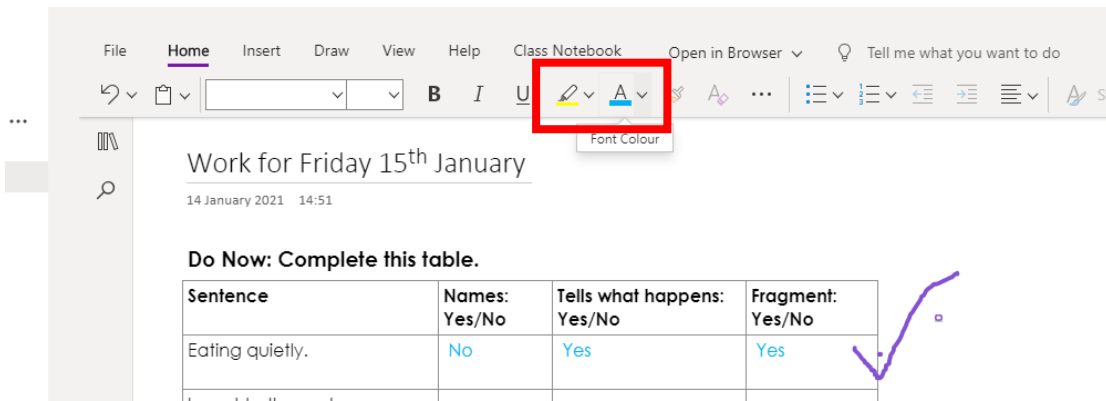 File Home Insert Draw View Help Class Notebook Open in Browser Tell me what you want to do
B I U A
Font Colour
Work for Friday 15th January
14 January 2021 14:51
Do Now: Complete this table.
Sentence Names: Yes/No Tells what happens: Yes/No Fragment: Yes/No
Eating quietly. No Yes Yes